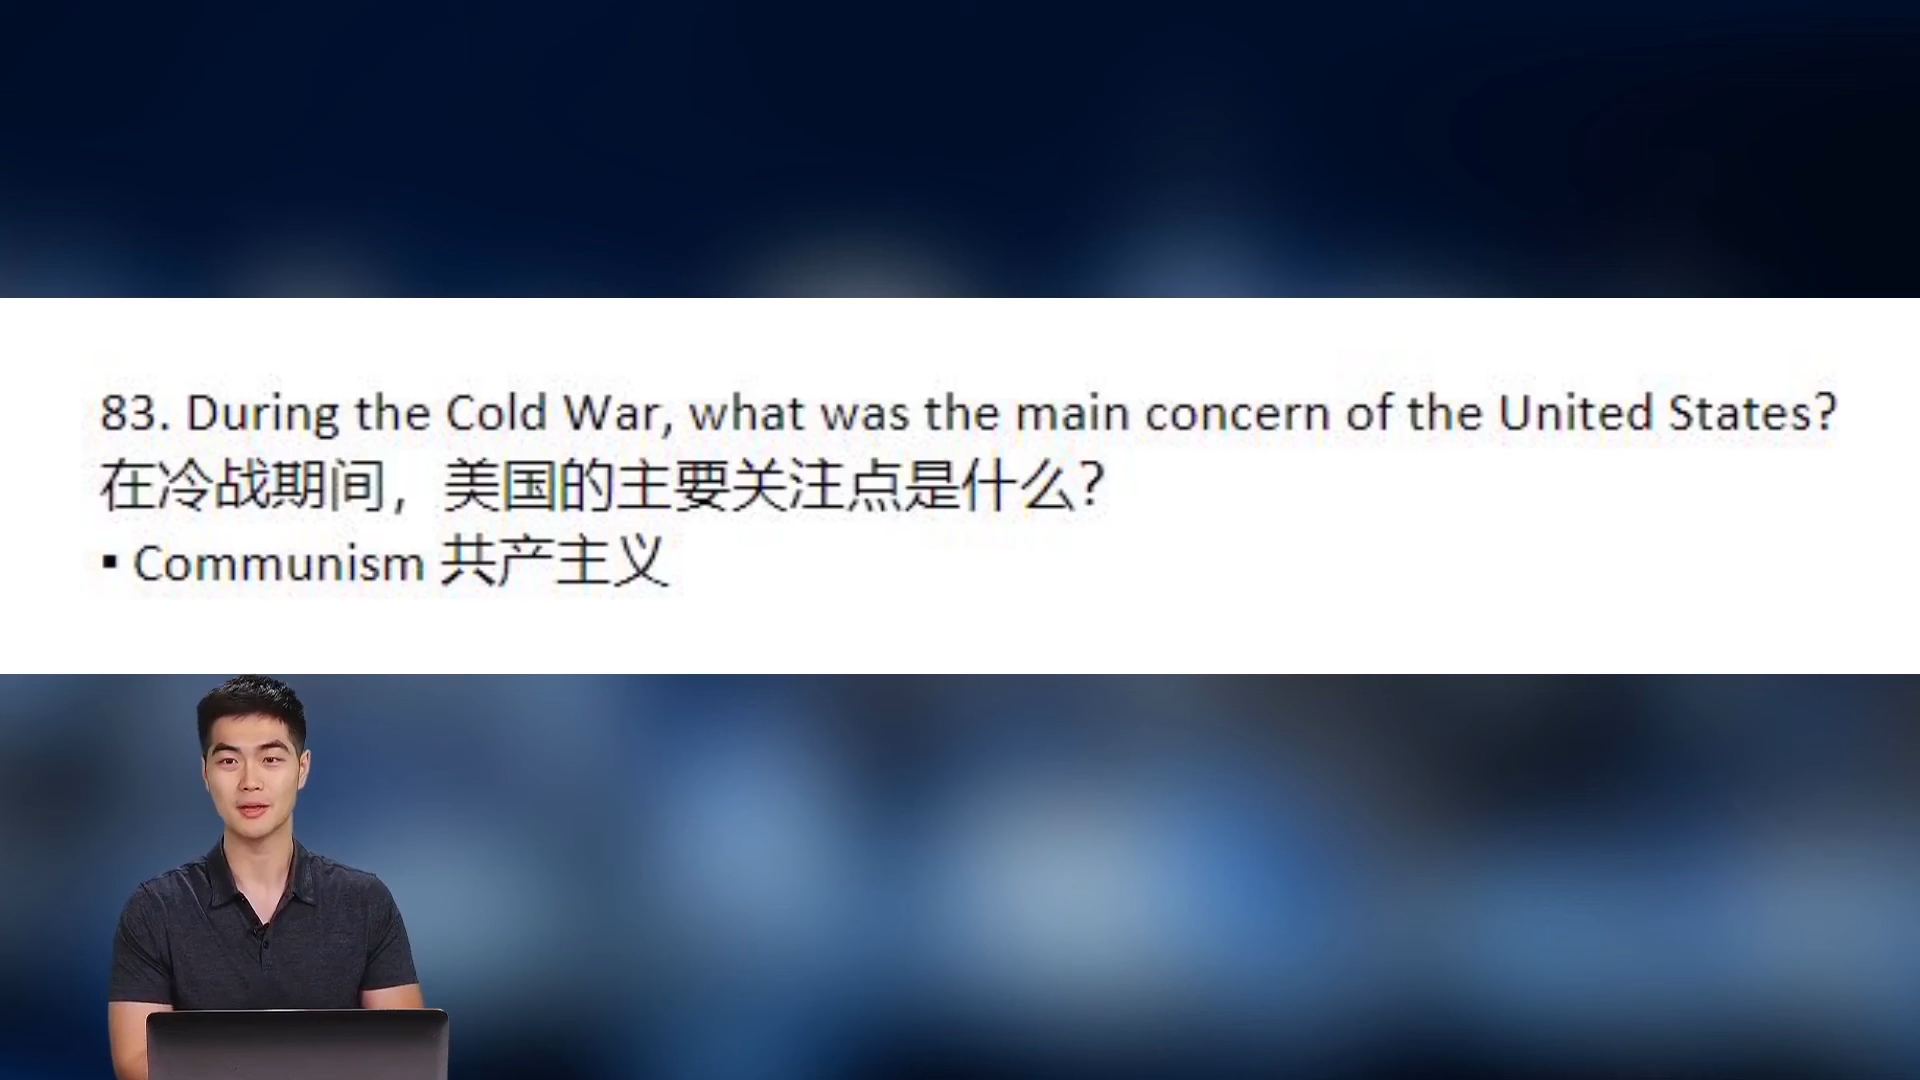 83. During the Cold War, what was the main concern of the United States?
在冷战期间，美国的主要关注点是什么?
▪ Communism 共产主义